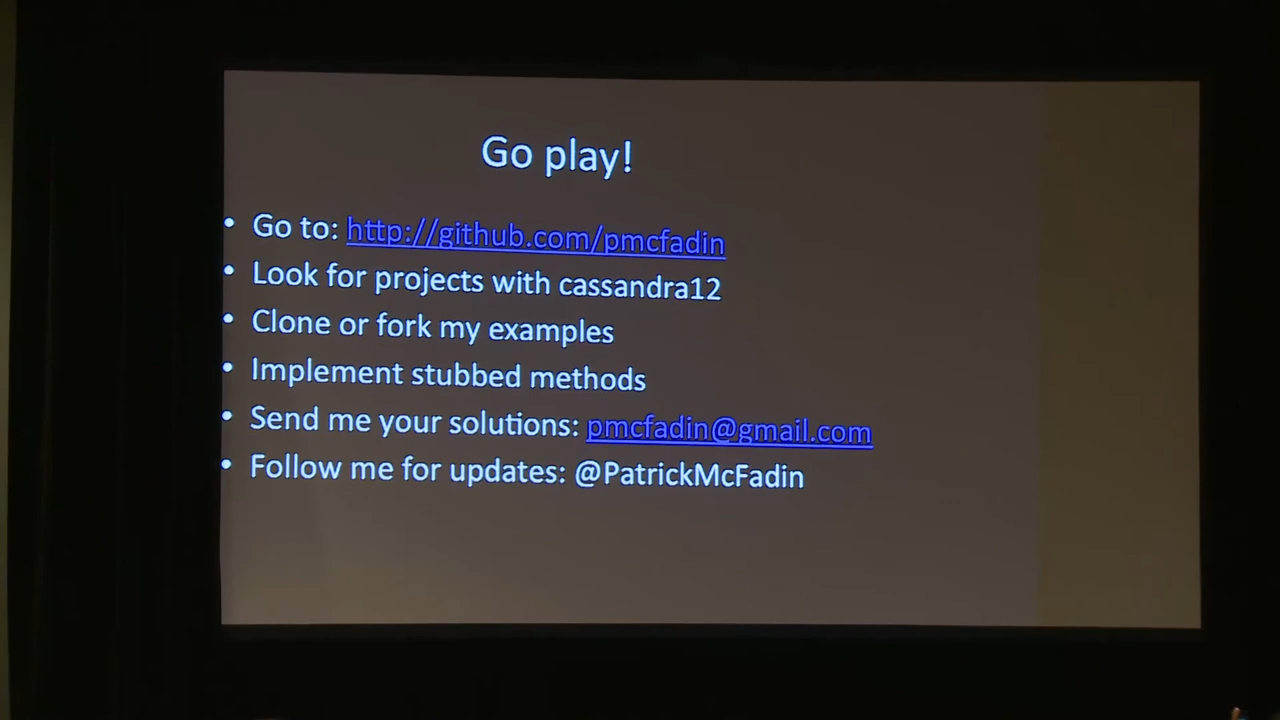 Go play!
• Go to: http://github.com/pmcfadin
• Look for projects with cassandra12
• Clone or fork my examples
• Implement stubbed methods
• Send me your solutions: pmcfadin@gmail.com
• Follow me for updates: @PatrickMcFadin